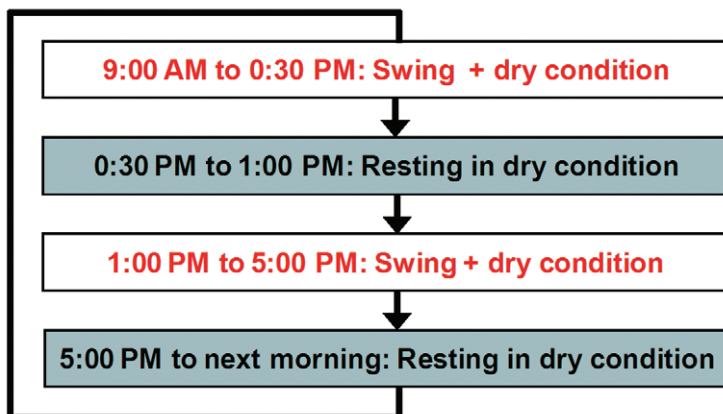 9:00 AM to 0:30 PM: Swing + dry condition
0:30 PM to 1:00 PM: Resting in dry condition
1:00 PM to 5:00 PM: Swing + dry condition
5:00 PM to next morning: Resting in dry condition